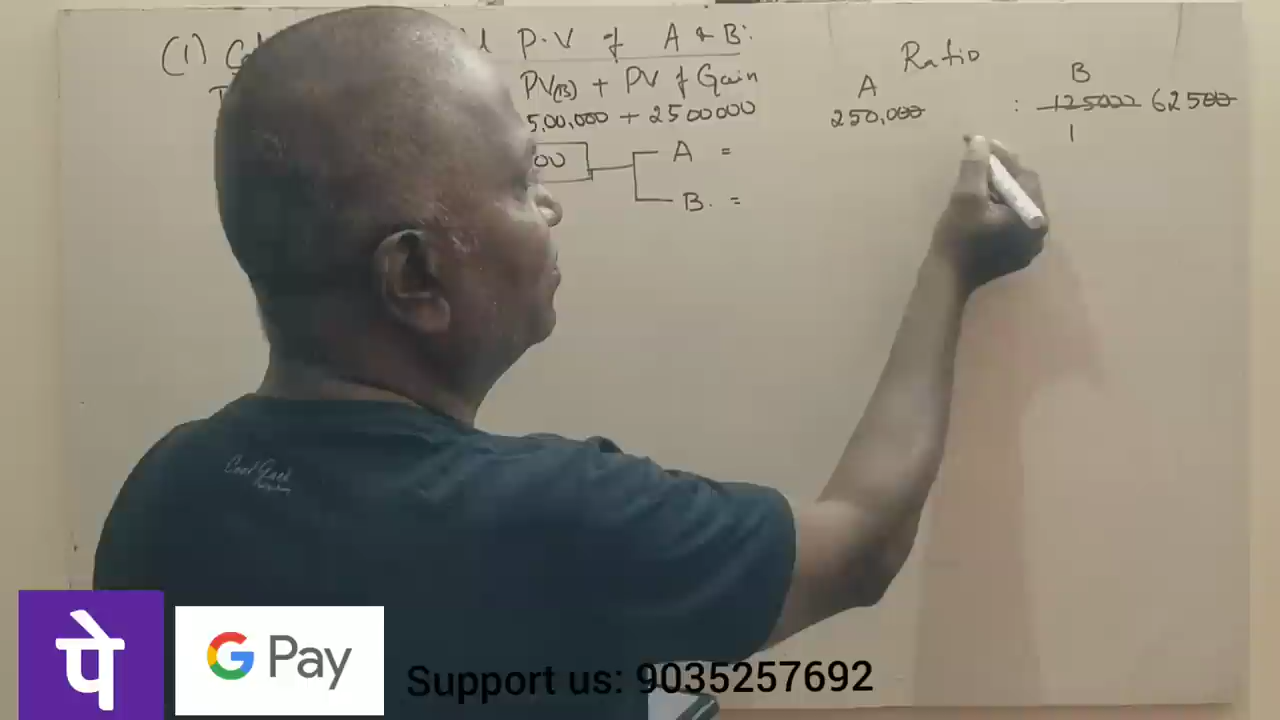 (1) P.V of A & B:
PV(B) + PV of Gain
5,00,000 + 2500000
00
A =
B. =
Ratio
A B
250,000 : 125000 62500
1
पे
G Pay
Support us: 9035257692